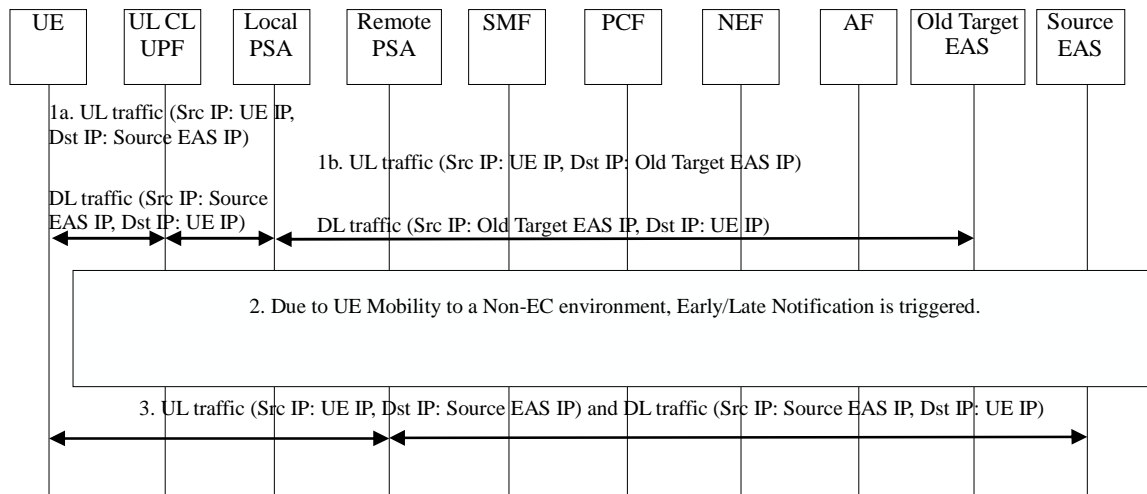 UE
UL CL
UPF
Local
PSA
Remote
PSA
SMF
PCF
NEF
AF
Old Target
EAS
Source
EAS
1a. UL traffic (Src IP: UE IP,
Dst IP: Source EAS IP)
1b. UL traffic (Src IP: UE IP, Dst IP: Old Target EAS IP)
DL traffic (Src IP: Source
EAS IP, Dst IP: UE IP)
DL traffic (Src IP: Old Target EAS IP, Dst IP: UE IP)
2. Due to UE Mobility to a Non-EC environment, Early/Late Notification is triggered.
3. UL traffic (Src IP: UE IP, Dst IP: Source EAS IP) and DL traffic (Src IP: Source EAS IP, Dst IP: UE IP)